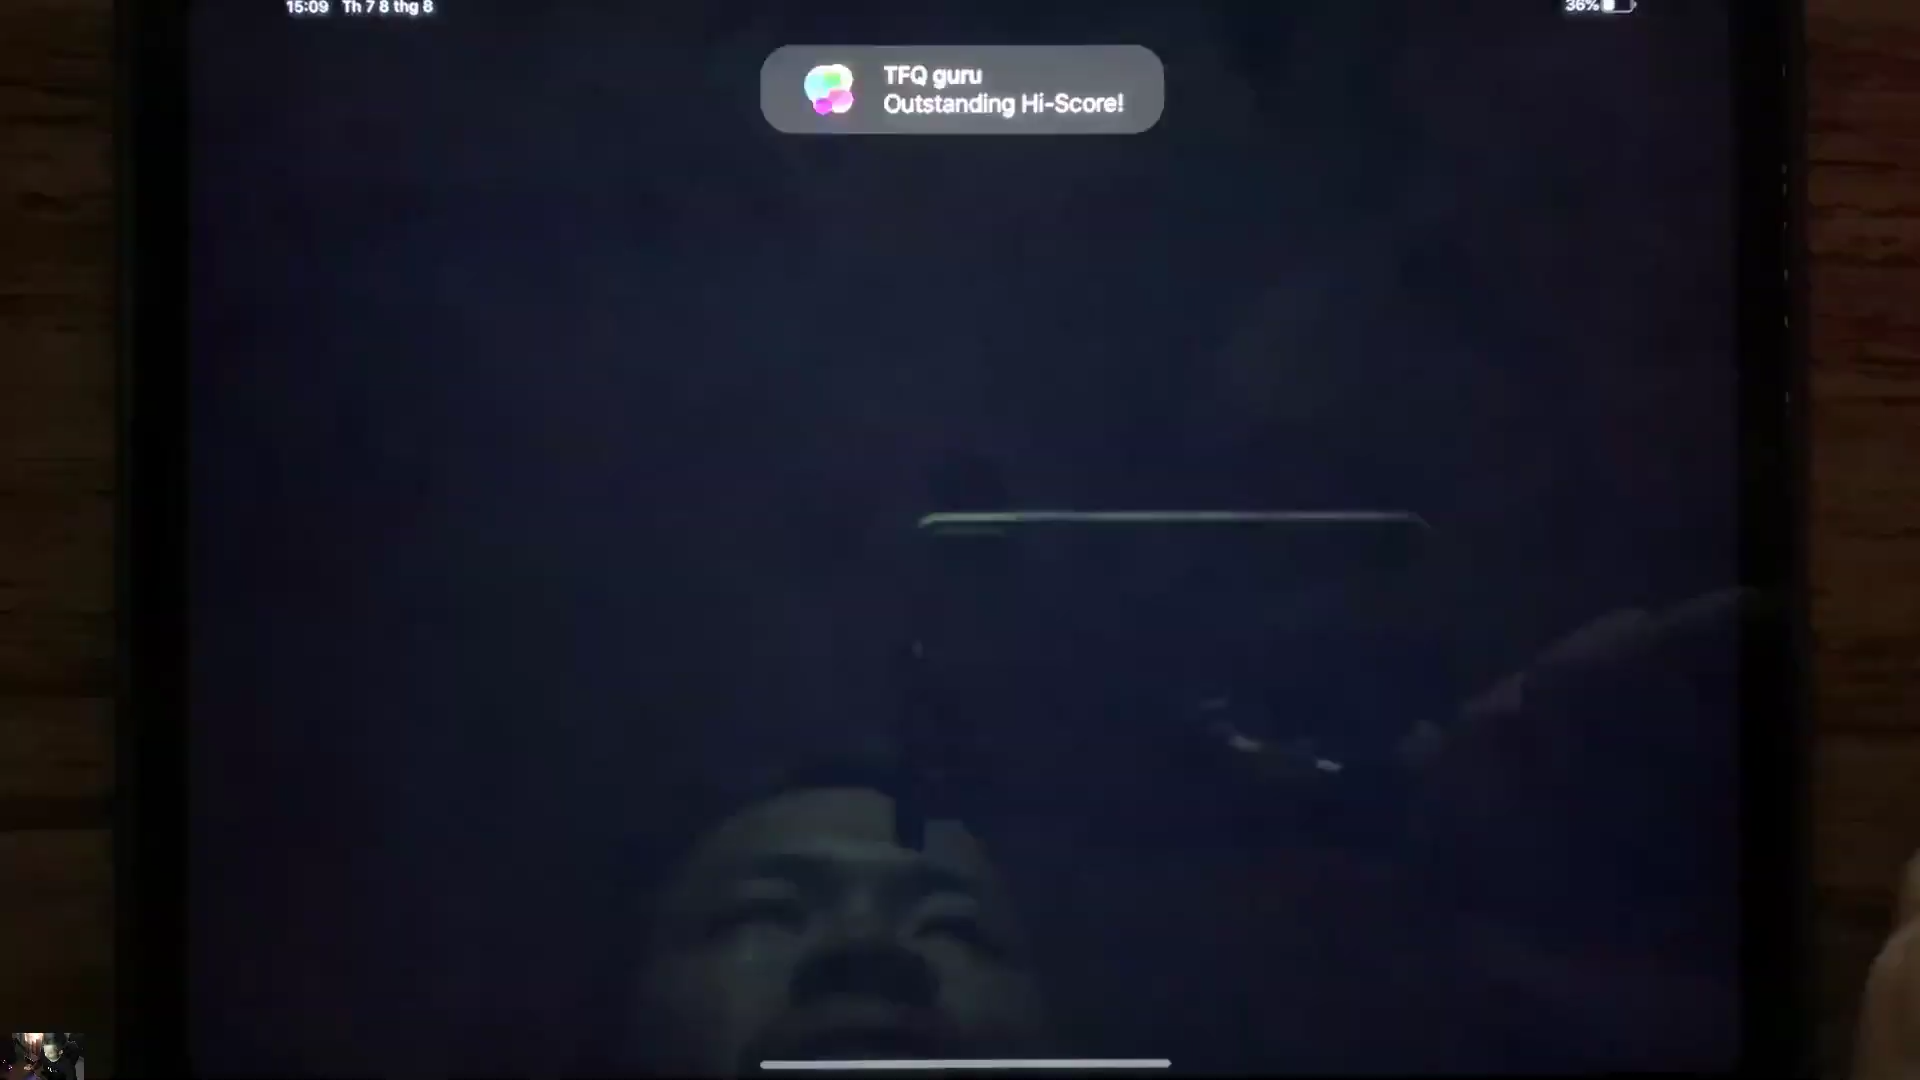 15:09 Th 7 8 thg 8
36%
TFQ guru
Outstanding Hi-Score!